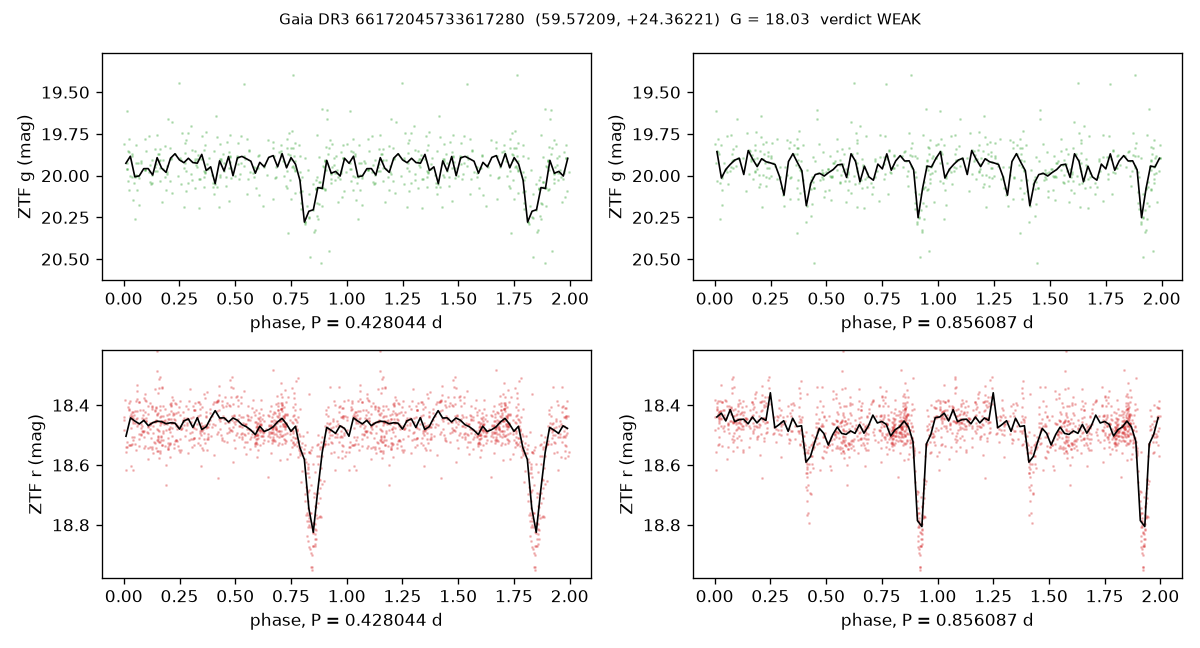 Gaia DR3 66172045733617280  (59.57209, +24.36221)  G = 18.03  verdict WEAK
ZTF g (mag)
19.50
19.75
20.00
20.25
20.50
0.00 0.25 0.50 0.75 1.00 1.25 1.50 1.75 2.00
phase, P = 0.428044 d
ZTF g (mag)
19.50
19.75
20.00
20.25
20.50
0.00 0.25 0.50 0.75 1.00 1.25 1.50 1.75 2.00
phase, P = 0.856087 d
ZTF r (mag)
18.4
18.6
18.8
0.00 0.25 0.50 0.75 1.00 1.25 1.50 1.75 2.00
phase, P = 0.428044 d
ZTF r (mag)
18.4
18.6
18.8
0.00 0.25 0.50 0.75 1.00 1.25 1.50 1.75 2.00
phase, P = 0.856087 d